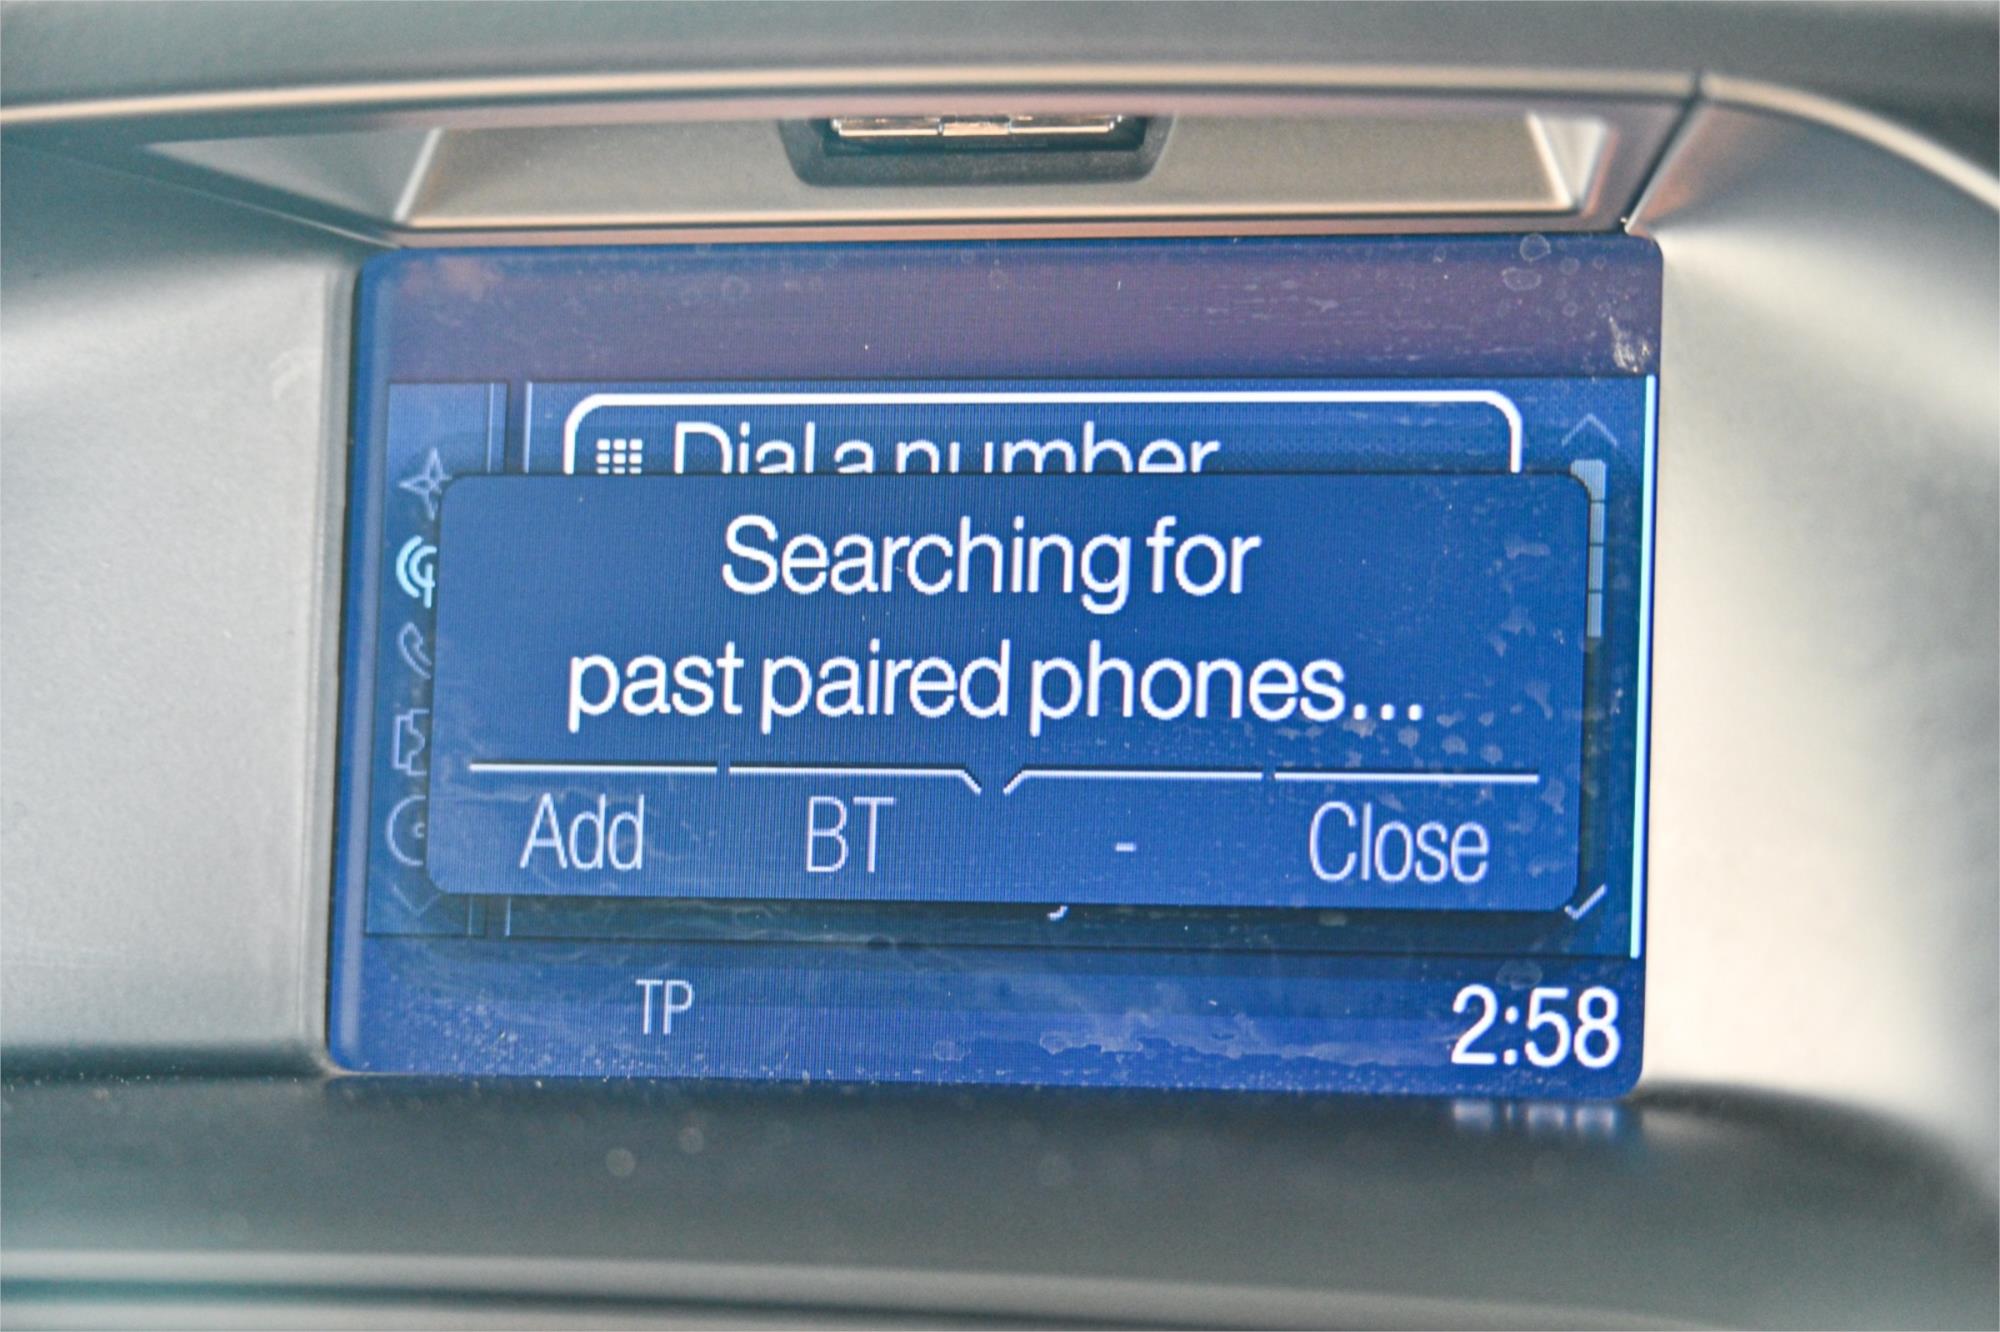 Dial a number
Searching for
past paired phones...
Add BT - Close
TP
2:58